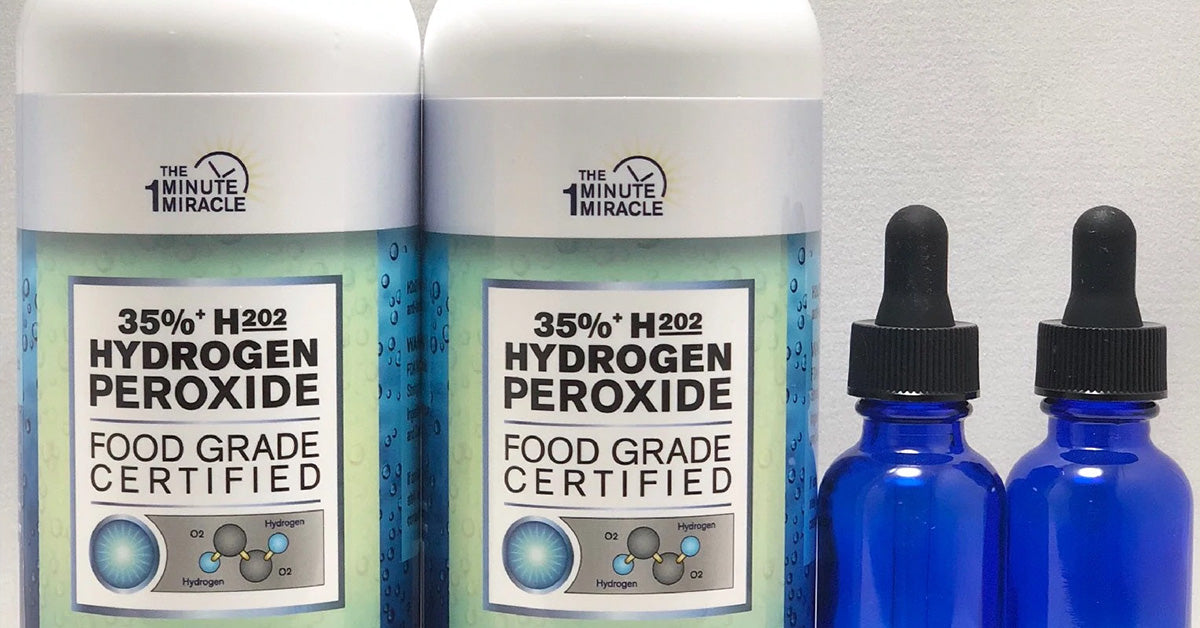 THE
1 MINUTE
MIRACLE
35%+ H202
HYDROGEN
PEROXIDE
FOOD GRADE
CERTIFIED
O2
Hydrogen
Hydrogen
O2
THE
1 MINUTE
MIRACLE
35%+ H202
HYDROGEN
PEROXIDE
FOOD GRADE
CERTIFIED
O2
Hydrogen
Hydrogen
O2